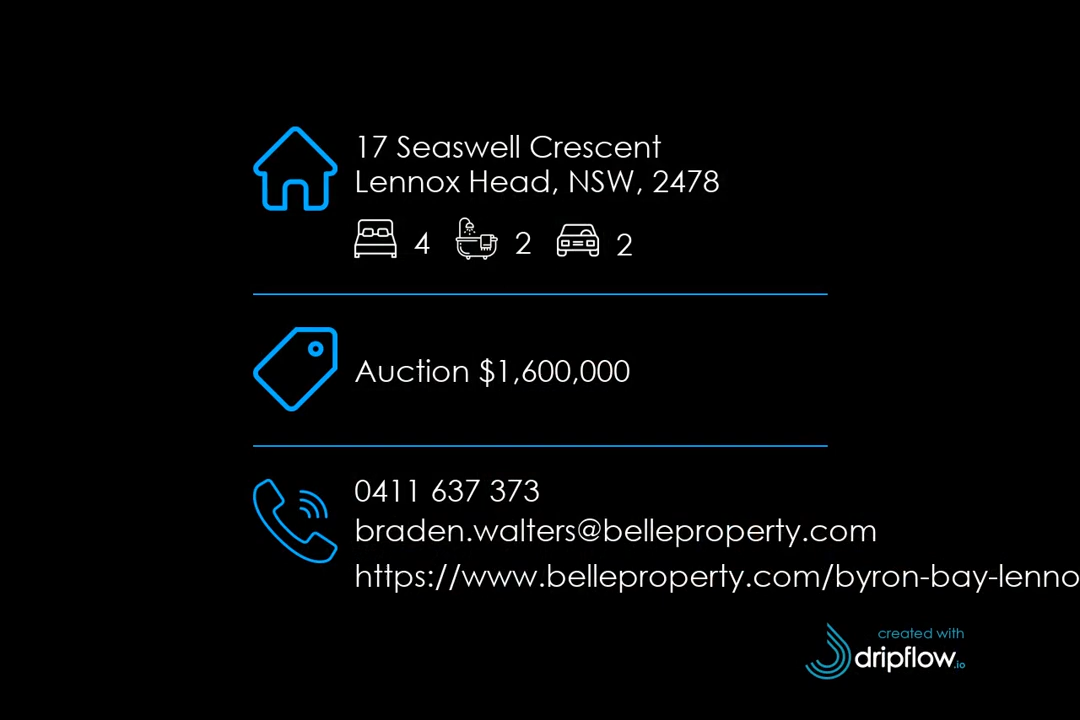 17 Seaswell Crescent
Lennox Head, NSW, 2478
4 2 2
Auction $1,600,000
0411 637 373
braden.walters@belleproperty.com
https://www.belleproperty.com/byron-bay-lenno
created with
dripflow.io